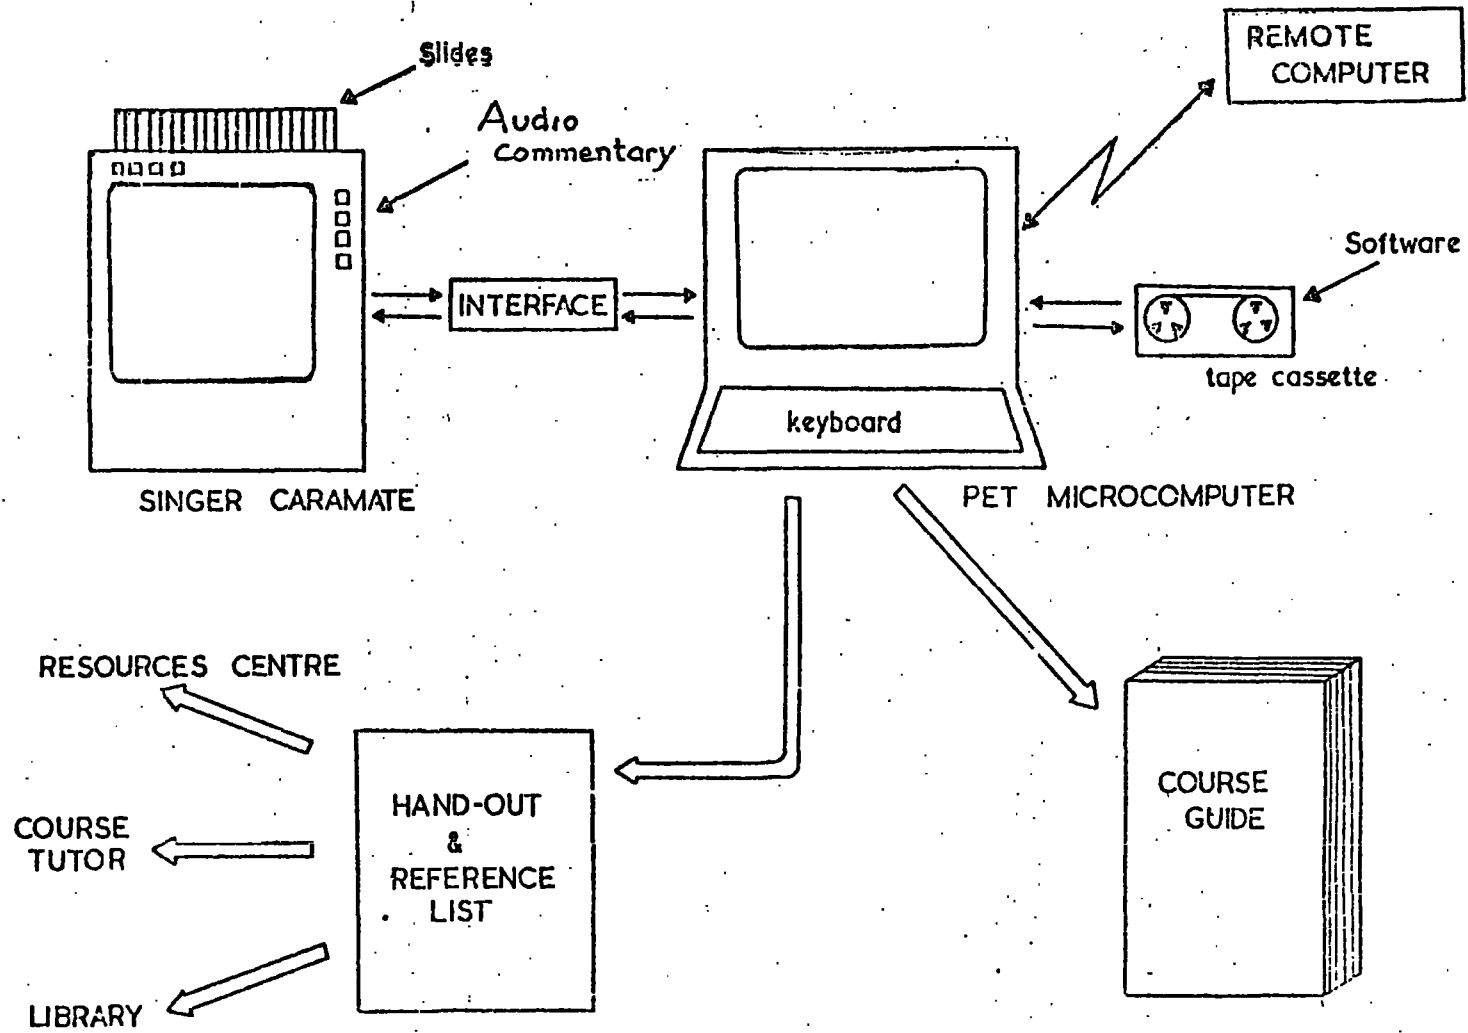 Slides
Audio
commentary
REMOTE
COMPUTER
Software
INTERFACE
tape cassette
keyboard
SINGER CARAMATE
PET MICROCOMPUTER
RESOURCES CENTRE
HAND-OUT
&
REFERENCE
LIST
COURSE
TUTOR
LIBRARY
COURSE
GUIDE